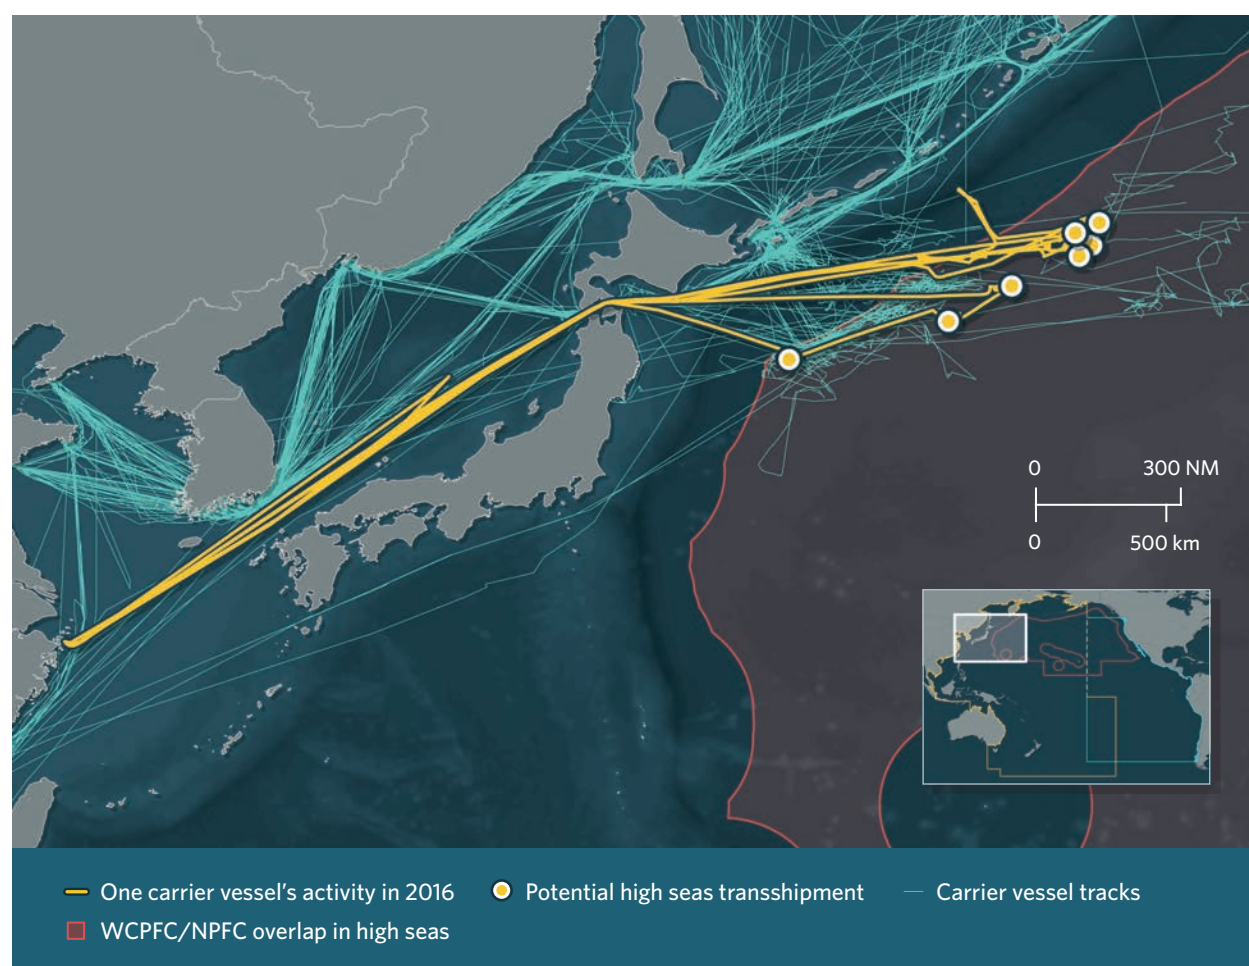 0 300 NM
0 500 km
One carrier vessel's activity in 2016 Potential high seas transshipment Carrier vessel tracks
WCPFC/NPFC overlap in high seas